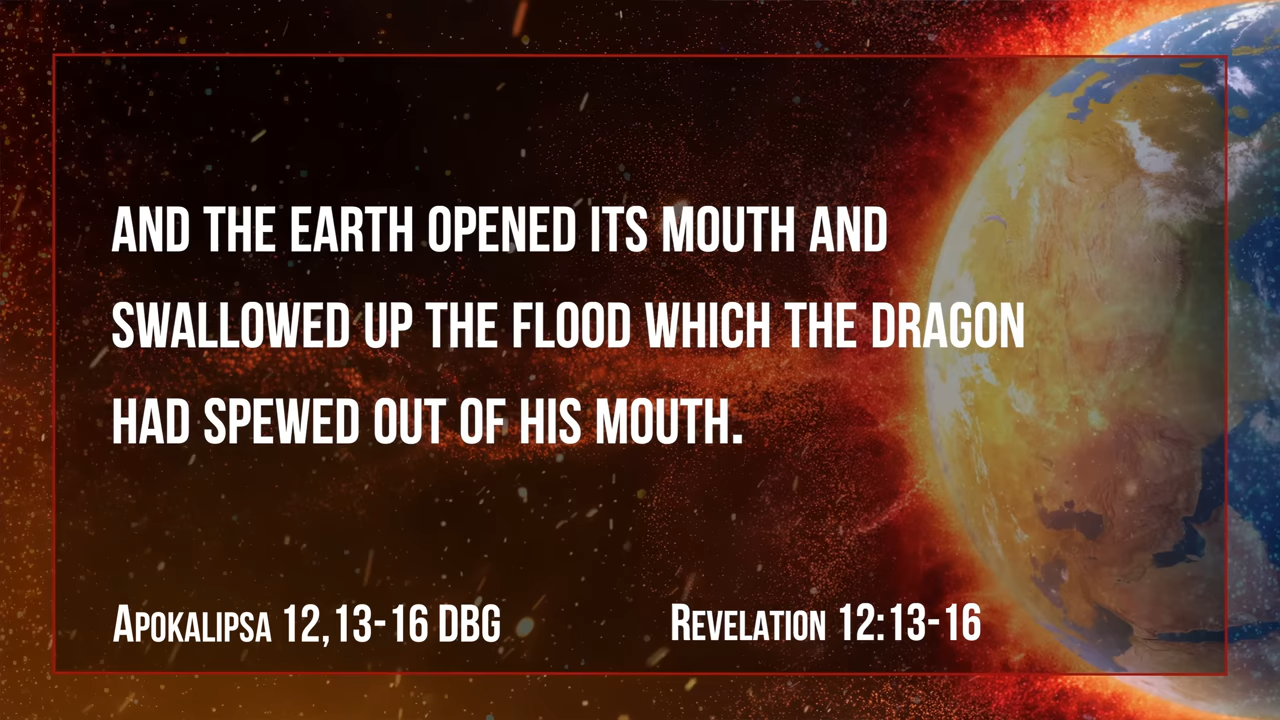 AND THE EARTH OPENED ITS MOUTH AND
SWALLOWED UP THE FLOOD WHICH THE DRAGON
HAD SPEWED OUT OF HIS MOUTH.
APOKALIPSA 12,13-16 DBG
REVELATION 12:13-16